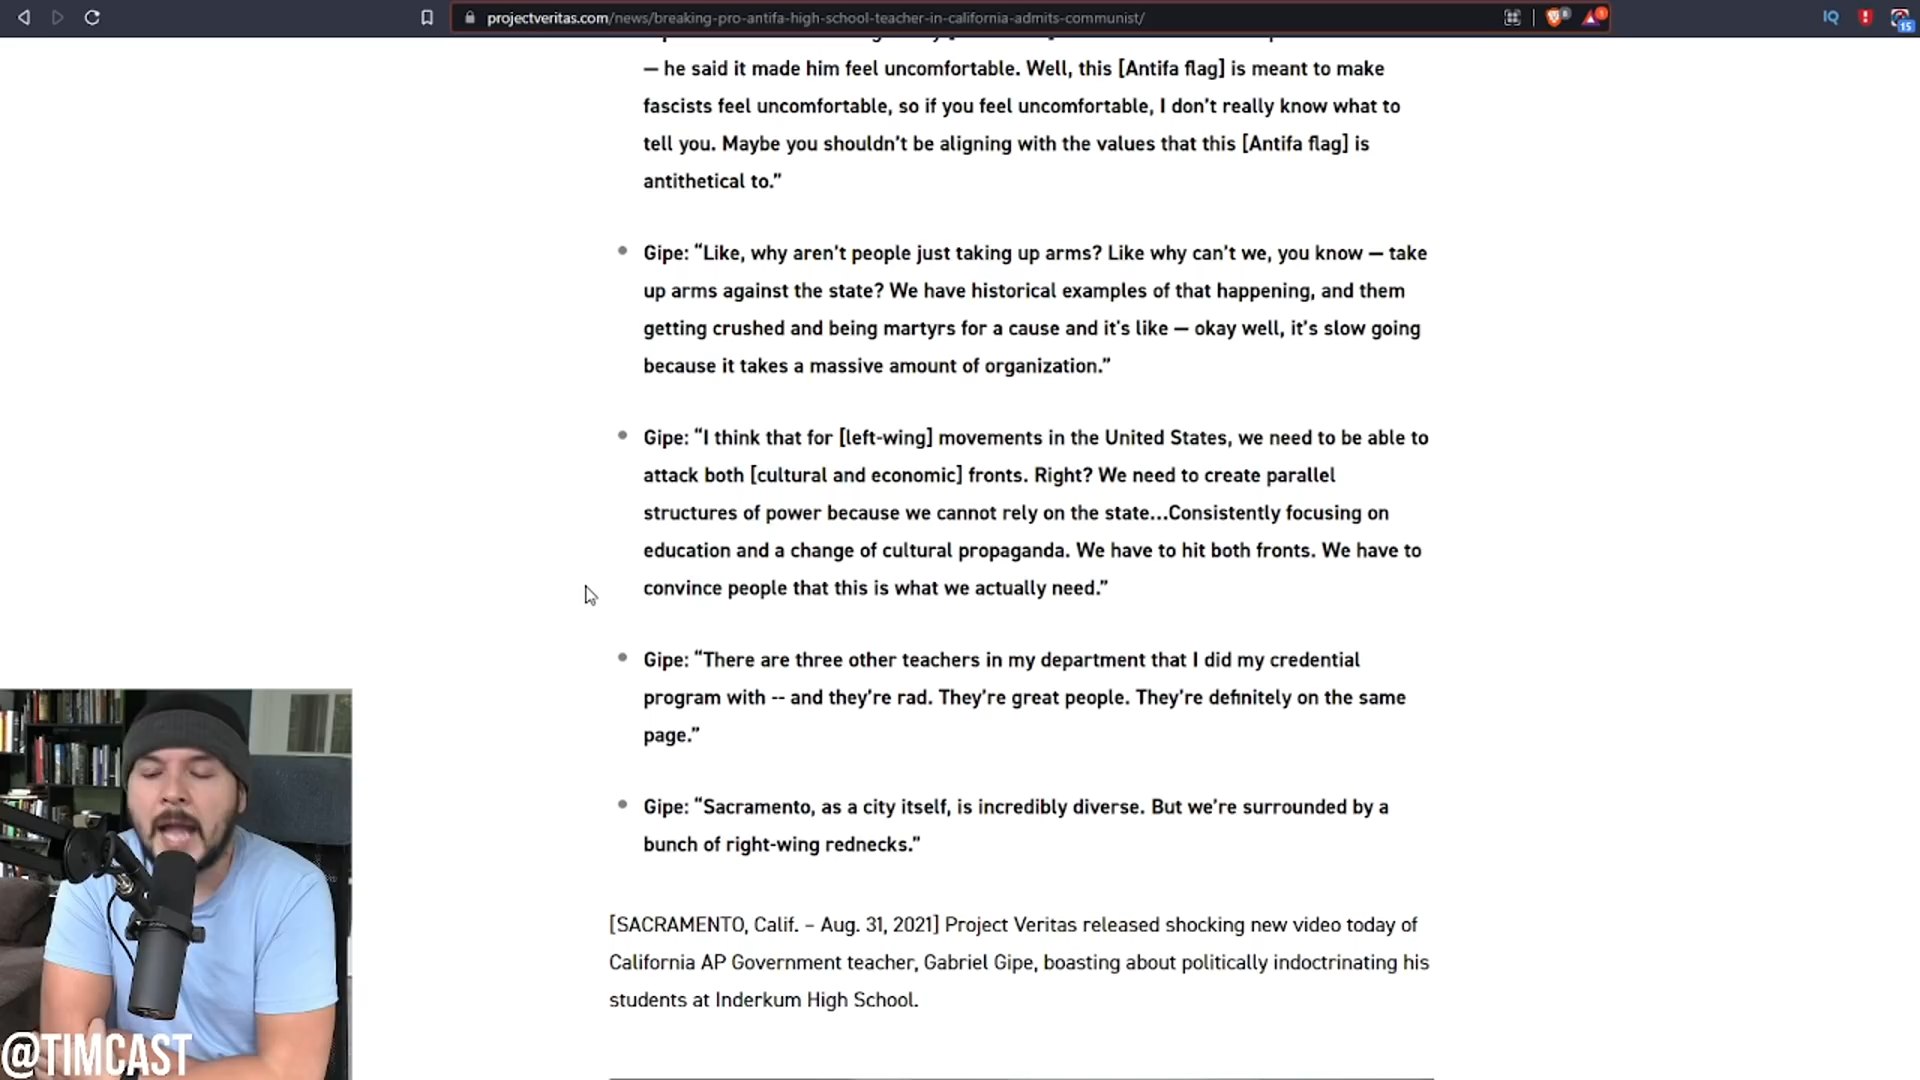 projectveritas.com/news/breaking-pro-antifa-high-school-teacher-in-california-admits-communist/
IQ
15
— he said it made him feel uncomfortable. Well, this [Antifa flag] is meant to make
fascists feel uncomfortable, so if you feel uncomfortable, I don’t really know what to
tell you. Maybe you shouldn’t be aligning with the values that this [Antifa flag] is
antithetical to.”
Gipe: “Like, why aren’t people just taking up arms? Like why can’t we, you know — take
up arms against the state? We have historical examples of that happening, and them
getting crushed and being martyrs for a cause and it's like — okay well, it’s slow going
because it takes a massive amount of organization.”
Gipe: “I think that for [left-wing] movements in the United States, we need to be able to
attack both [cultural and economic] fronts. Right? We need to create parallel
structures of power because we cannot rely on the state…Consistently focusing on
education and a change of cultural propaganda. We have to hit both fronts. We have to
convince people that this is what we actually need.”
Gipe: “There are three other teachers in my department that I did my credential
program with -- and they’re rad. They’re great people. They’re definitely on the same
page.”
Gipe: “Sacramento, as a city itself, is incredibly diverse. But we’re surrounded by a
bunch of right-wing rednecks.”
[SACRAMENTO, Calif. – Aug. 31, 2021] Project Veritas released shocking new video today of
California AP Government teacher, Gabriel Gipe, boasting about politically indoctrinating his
students at Inderkum High School.
@TIMCAST